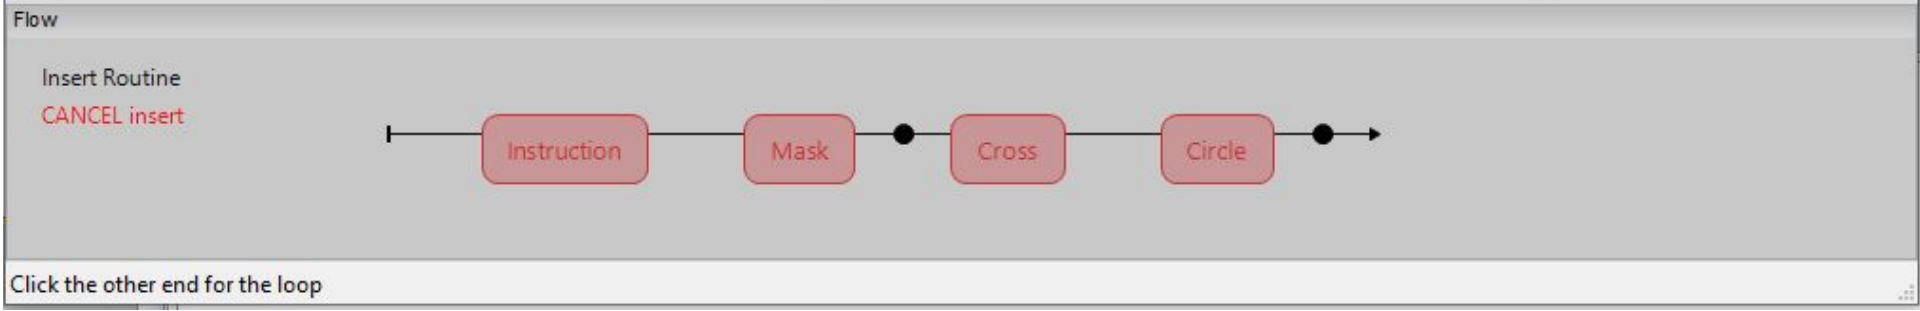 Flow
Insert Routine
CANCEL insert
Instruction
Mask
Cross
Circle
Click the other end for the loop